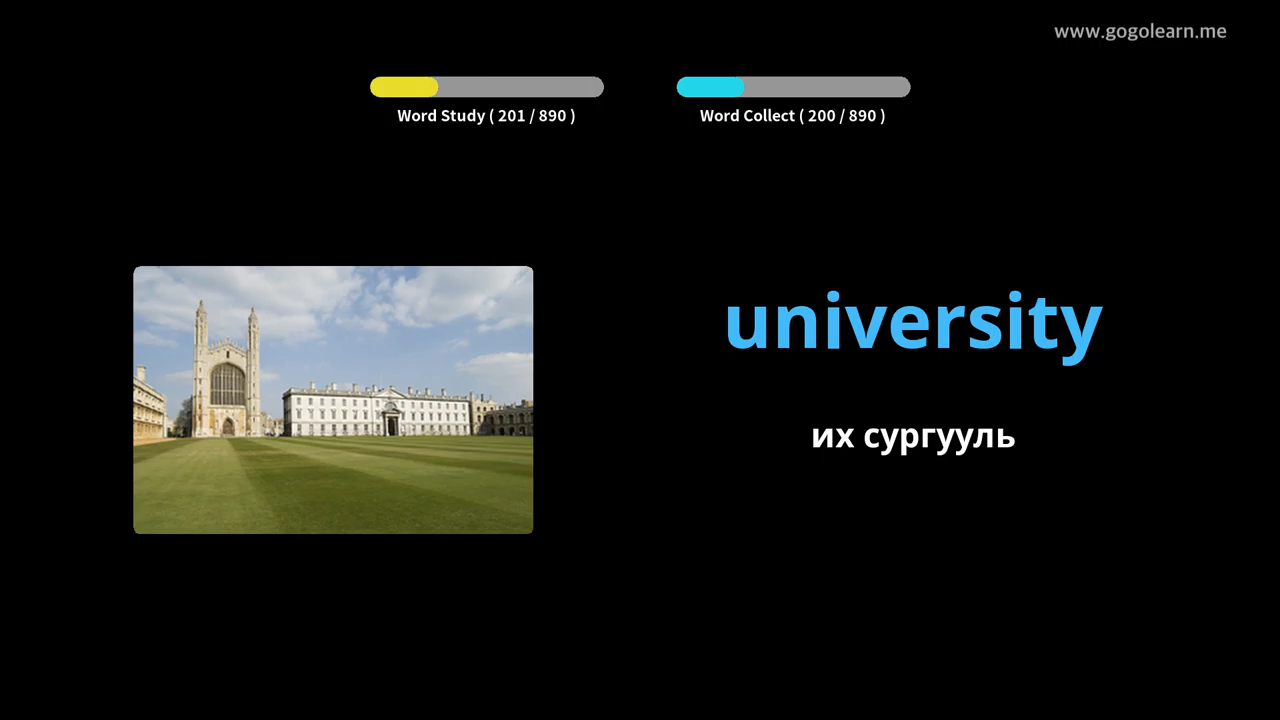 www.gogolearn.me
Word Study ( 201 / 890 )
Word Collect ( 200 / 890 )
university
их сургууль